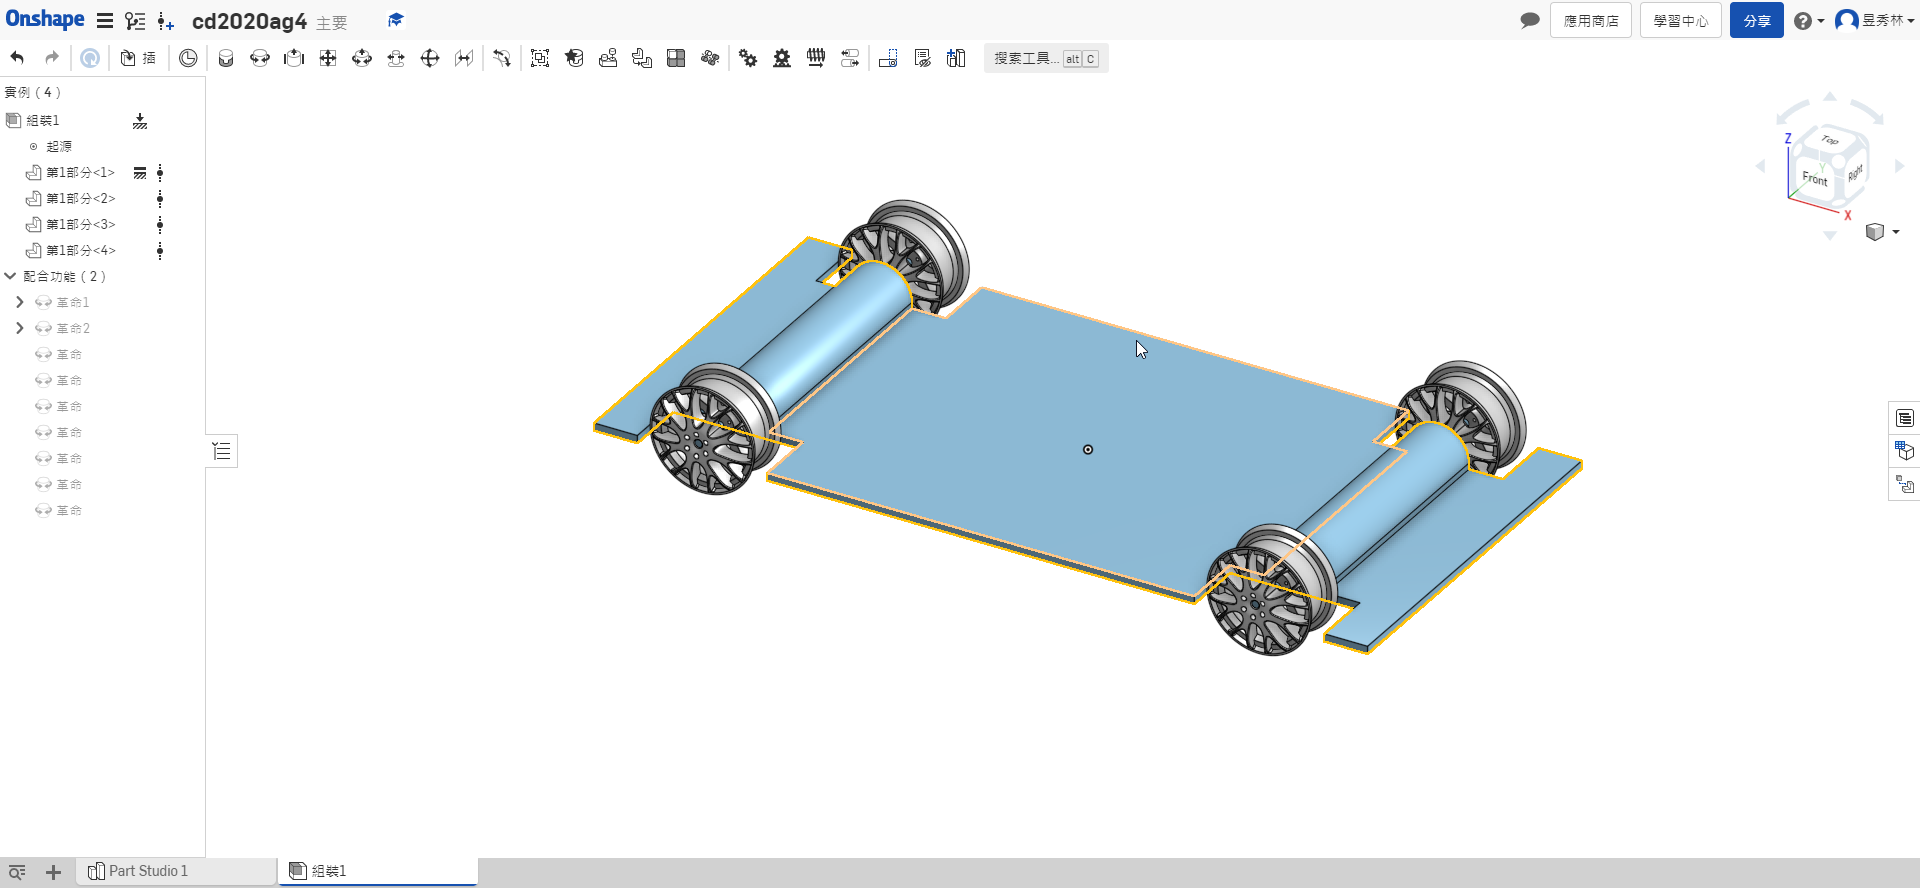 Onshape
cd2020ag4 主要
應用商店
學習中心
分享
昱秀林
插
搜索工具... alt C
實例 ( 4 )
組裝1
起源
第1部分<1>
第1部分<2>
第1部分<3>
第1部分<4>
配合功能 ( 2 )
革命1
革命2
革命
革命
革命
革命
革命
革命
革命
Z
Top
Y
Front
Right
X
Part Studio 1
組裝1